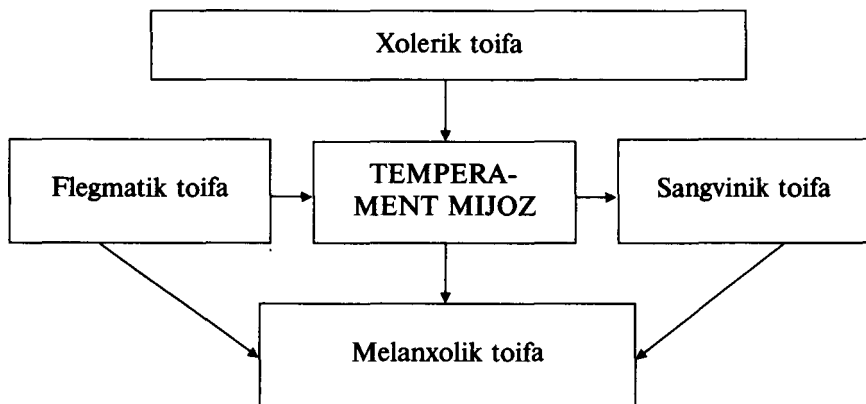 Xolerik toifa
Flegmatik toifa
TEMPERA-
MENT MIJOZ
Sangvinik toifa
Melanxolik toifa